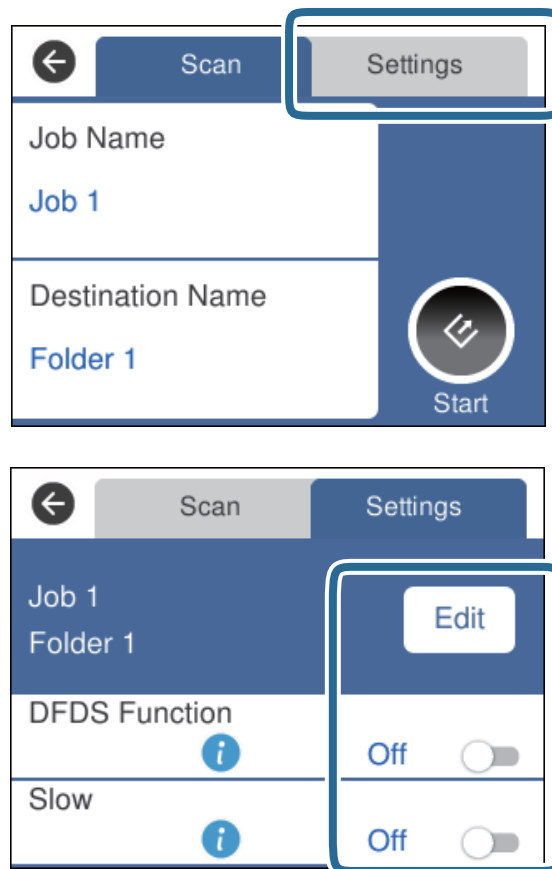 Scan Settings
Job Name
Job 1
Destination Name
Folder 1
Start
Scan Settings
Job 1
Edit
Folder 1
DFDS Function
i Off
Slow
i Off